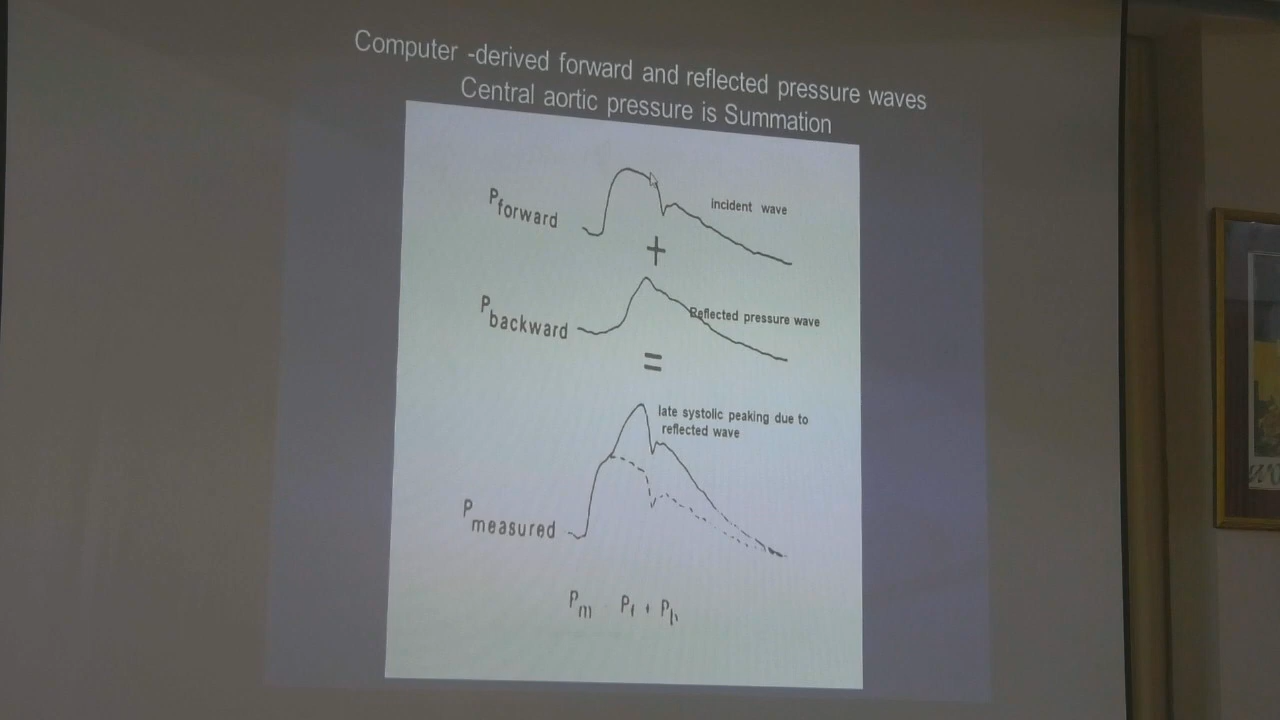 Computer -derived forward and reflected pressure waves
Central aortic pressure is Summation
P forward
incident wave
+
P backward
Reflected pressure wave
=
late systolic peaking due to
reflected wave
P measured
Pm Pf + Pb